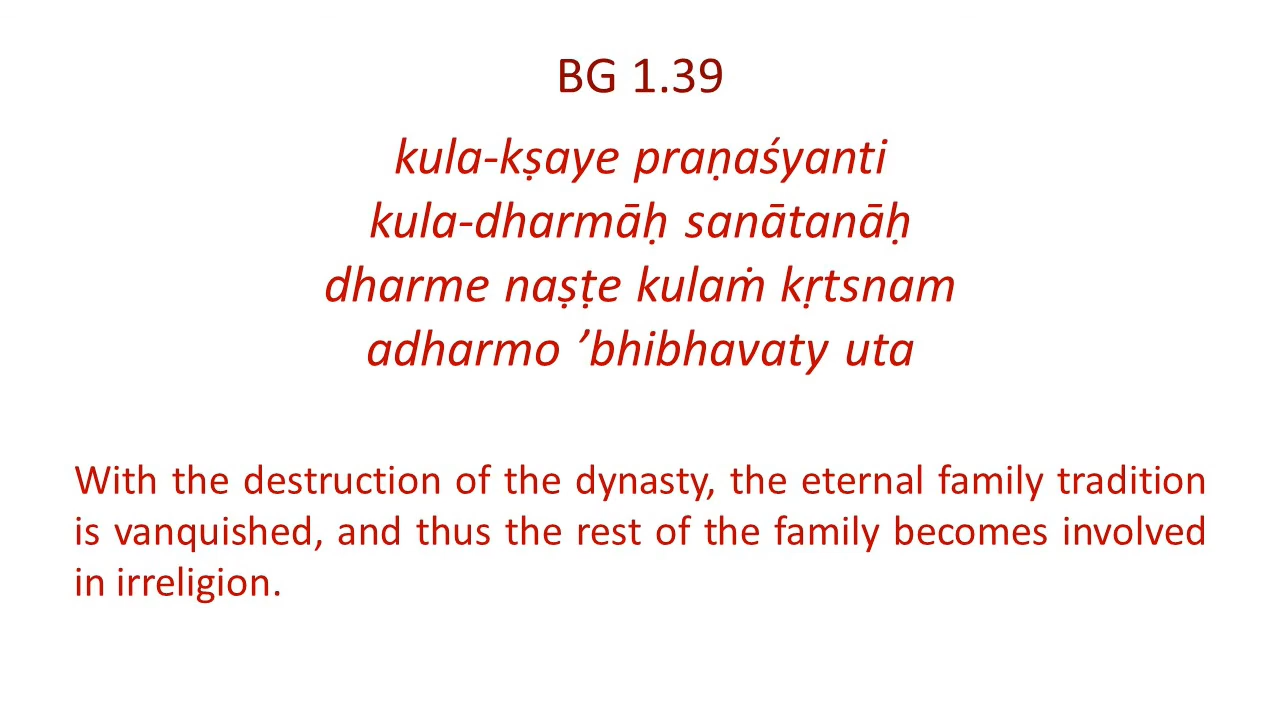 BG 1.39
kula-kṣaye praṇaśyanti
kula-dharmāḥ sanātanāḥ
dharme naṣṭe kulaṁ kṛtsnam
adharmo ’bhibhavaty uta
With the destruction of the dynasty, the eternal family tradition
is vanquished, and thus the rest of the family becomes involved
in irreligion.